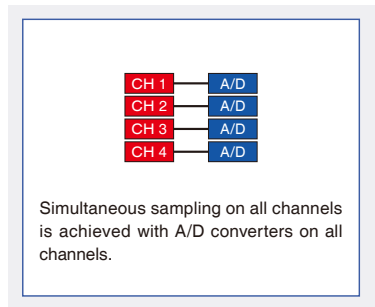 CH 1 A/D
CH 2 A/D
CH 3 A/D
CH 4 A/D
Simultaneous sampling on all channels
is achieved with A/D converters on all
channels.